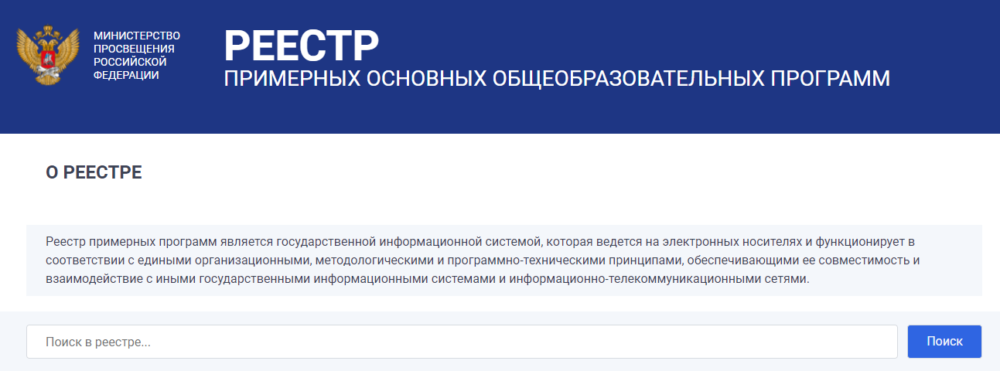 МИНИСТЕРСТВО
ПРОСВЕЩЕНИЯ
РОССИЙСКОЙ
ФЕДЕРАЦИИ
РЕЕСТР
ПРИМЕРНЫХ ОСНОВНЫХ ОБЩЕОБРАЗОВАТЕЛЬНЫХ ПРОГРАММ
О РЕЕСТРЕ
Реестр примерных программ является государственной информационной системой, которая ведется на электронных носителях и функционирует в
соответствии с едиными организационными, методологическими и программно-техническими принципами, обеспечивающими ее совместимость и
взаимодействие с иными государственными информационными системами и информационно-телекоммуникационными сетями.
Поиск в реестре...
Поиск